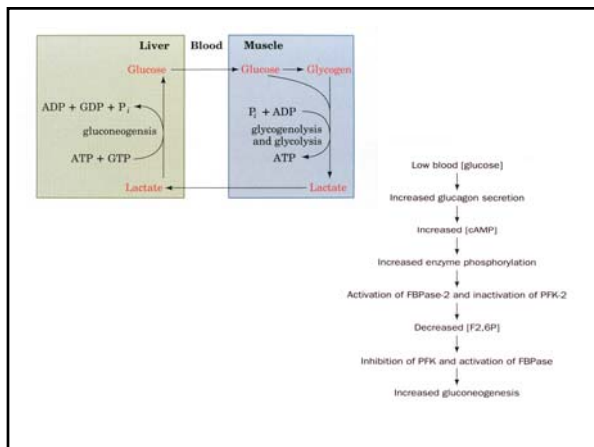 Liver Blood Muscle
Glucose Glucose Glycogen
ADP + GDP + Pi
gluconeogensis
ATP + GTP
Pi + ADP
glycogenolysis
and glycolysis
ATP
Lactate Lactate
Low blood [glucose]
Increased glucagon secretion
Increased [cAMP]
Increased enzyme phosphorylation
Activation of FBPase-2 and inactivation of PFK-2
Decreased [F2,6P]
Inhibition of PFK and activation of FBPase
Increased gluconeogenesis